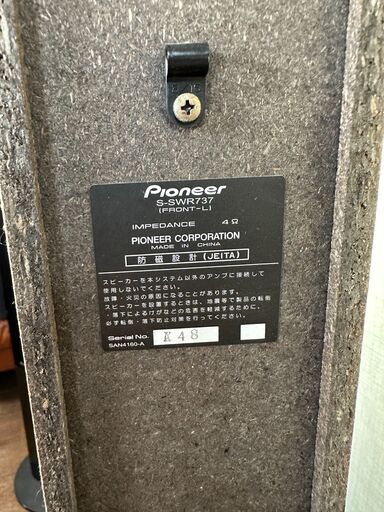 Pioneer
S-SWR737
(FRONT-L)
IMPEDANCE 4Ω
PIONEER CORPORATION
MADE IN CHINA
防磁設計(JEITA)
スピーカーを本システム以外のアンプに接続して
使用しないでください。
故障・火災の原因になることがあります。
スピーカーを設置するときは、地震等で製品の転倒
・落下によるけがなどの危害を軽減するために、
必ず転倒・落下防止対策を行ってください。
Serial No. K48
SAN4160-A